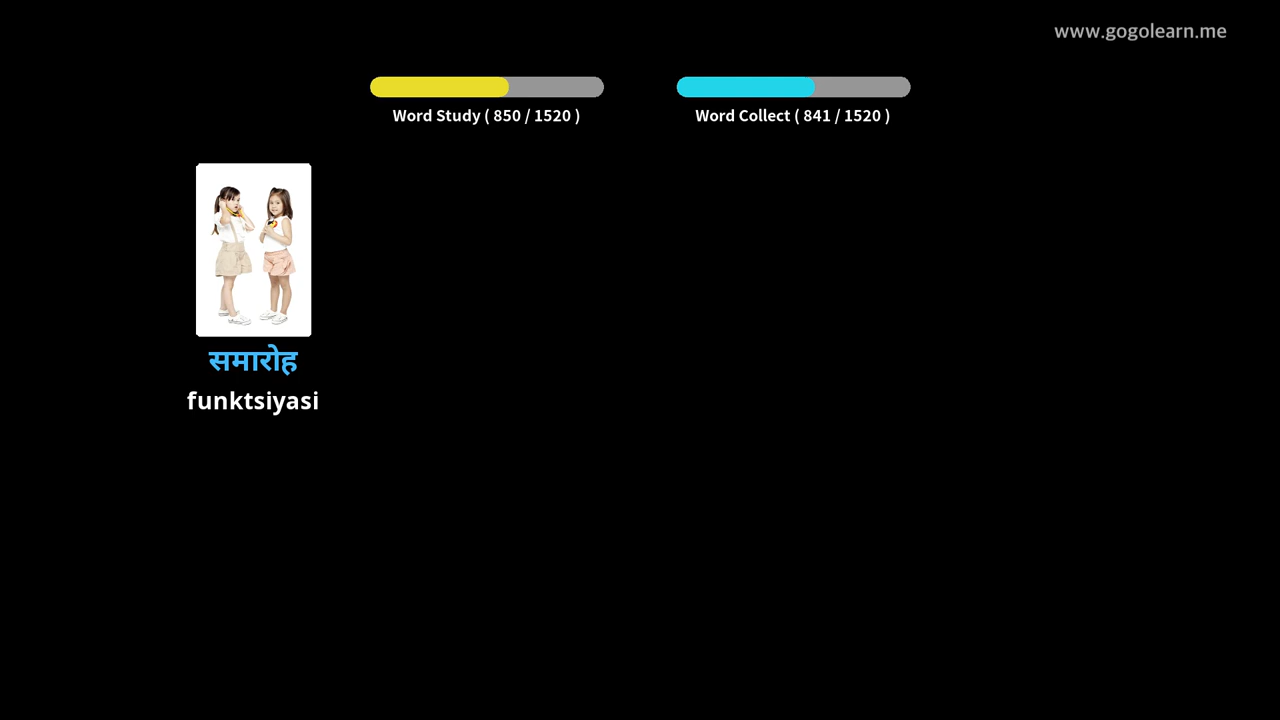 www.gogolearn.me
Word Study ( 850 / 1520 )
Word Collect ( 841 / 1520 )
समारोह
funktsiyasi